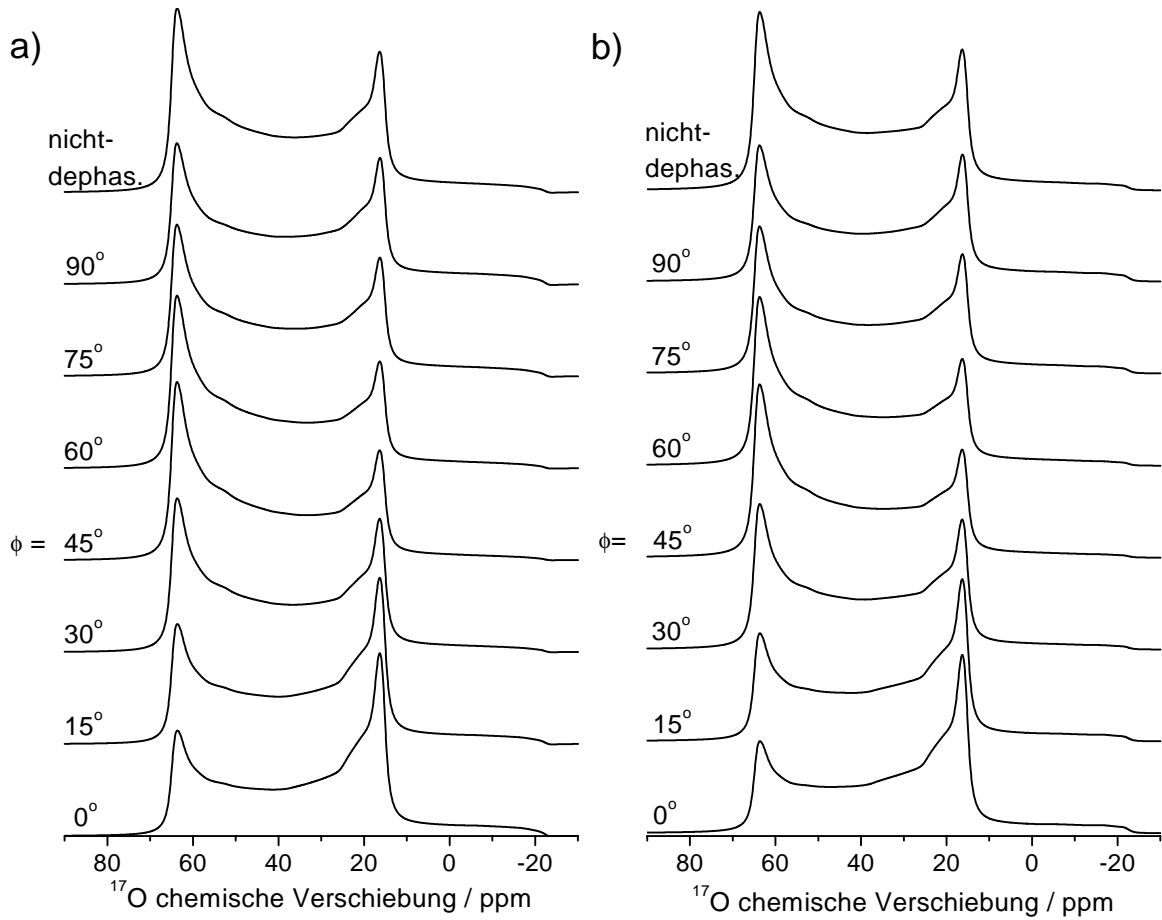 a)
nicht-
dephas.
90°
75°
60°
ϕ = 45°
30°
15°
0°
80 60 40 20 0 -20
¹⁷O chemische Verschiebung / ppm
b)
nicht-
dephas.
90°
75°
60°
ϕ= 45°
30°
15°
0°
80 60 40 20 0 -20
¹⁷O chemische Verschiebung / ppm